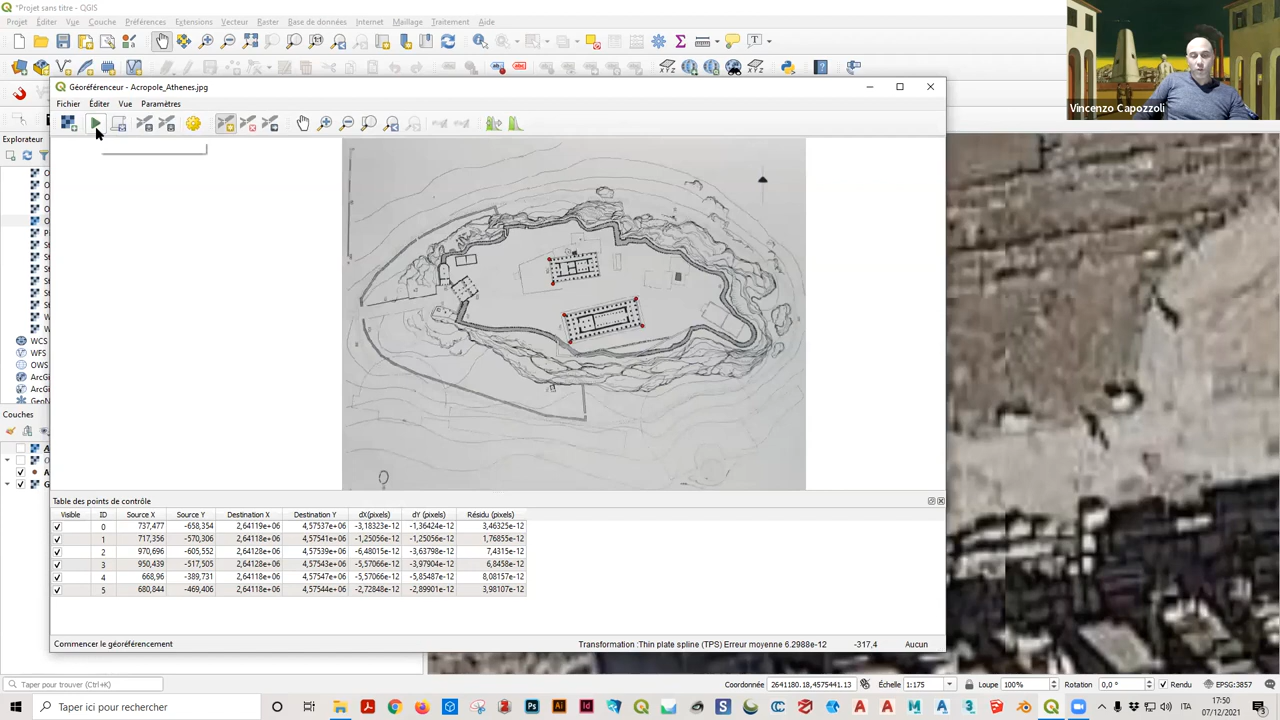 *Projet sans titre - QGIS
Projet Éditer Vue Couche Préférences Extensions Vecteur Raster Base de données Internet Maillage Traitement Aide
Vincenzo Capozzoli
Géoréférenceur - Acropole_Athenes.jpg
Fichier Éditer Vue Paramètres
Explorateur
WCS
WFS
OWS
ArcG
ArcG
GeoN
Couches
Table des points de contrôle
Visible ID Source X Source Y Destination X Destination Y dX(pixels) dY (pixels) Résidu (pixels)
0 737,477 -658,354 2,64119e+06 4,57537e+06 -3,18323e-12 -1,36424e-12 3,46325e-12
1 717,356 -570,306 2,64118e+06 4,57541e+06 -1,25056e-12 -1,25056e-12 1,76855e-12
2 970,696 -605,552 2,64128e+06 4,57539e+06 -6,48015e-12 -3,63798e-12 7,4315e-12
3 950,439 -517,505 2,64128e+06 4,57543e+06 -5,57066e-12 -3,97904e-12 6,8458e-12
4 668,96 -389,731 2,64118e+06 4,57547e+06 -5,57066e-12 -5,85487e-12 8,08157e-12
5 680,844 -469,406 2,64118e+06 4,57544e+06 -2,72848e-12 -2,89901e-12 3,98107e-12
Commencer le géoréférencement Transformation :Thin plate spline (TPS) Erreur moyenne 6.2988e-12 -317,4 Aucun
Taper pour trouver (Ctrl+K) Coordonnée 2641180.18,4575441.13 Échelle 1:175 Loupe 100% Rotation 0,0 ° Rendu EPSG:3857
Taper ici pour rechercher ITA 17:50
07/12/2021